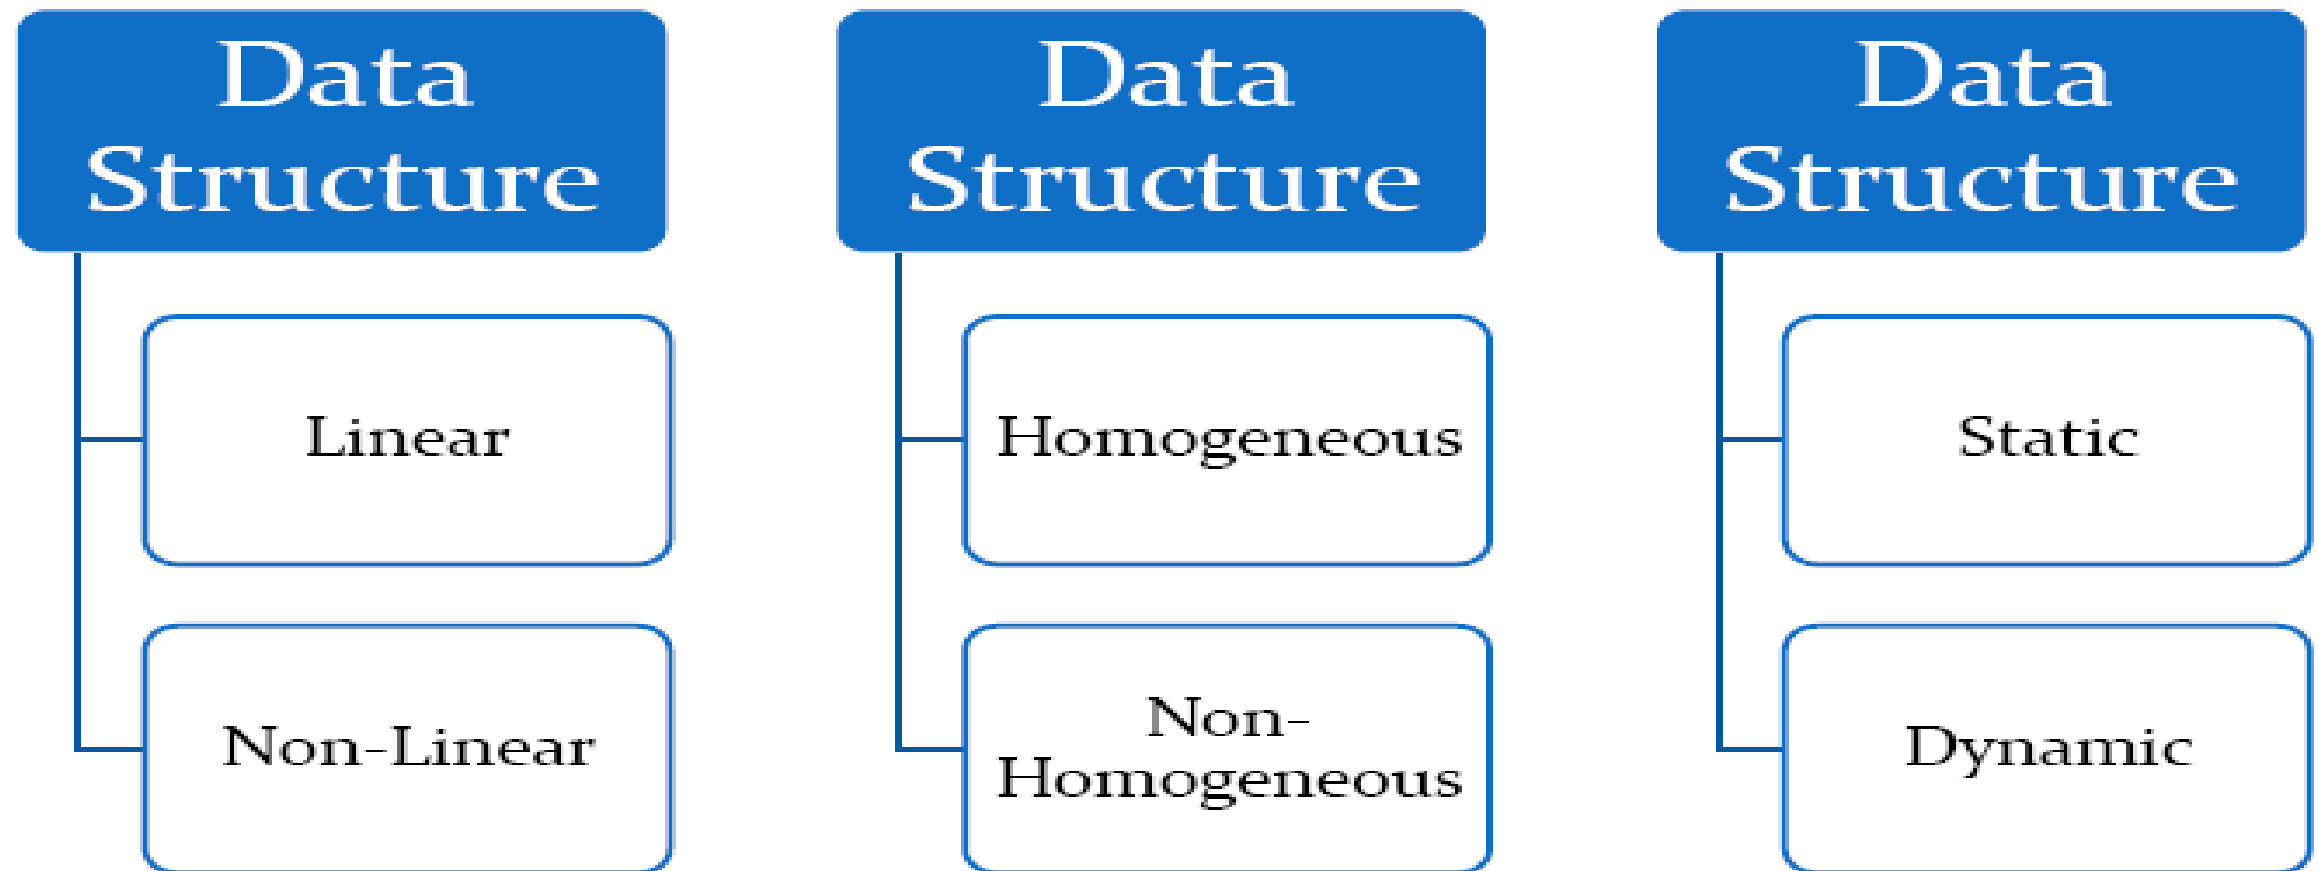 Data
Structure
Linear
Non-Linear
Data
Structure
Homogeneous
Non-
Homogeneous
Data
Structure
Static
Dynamic